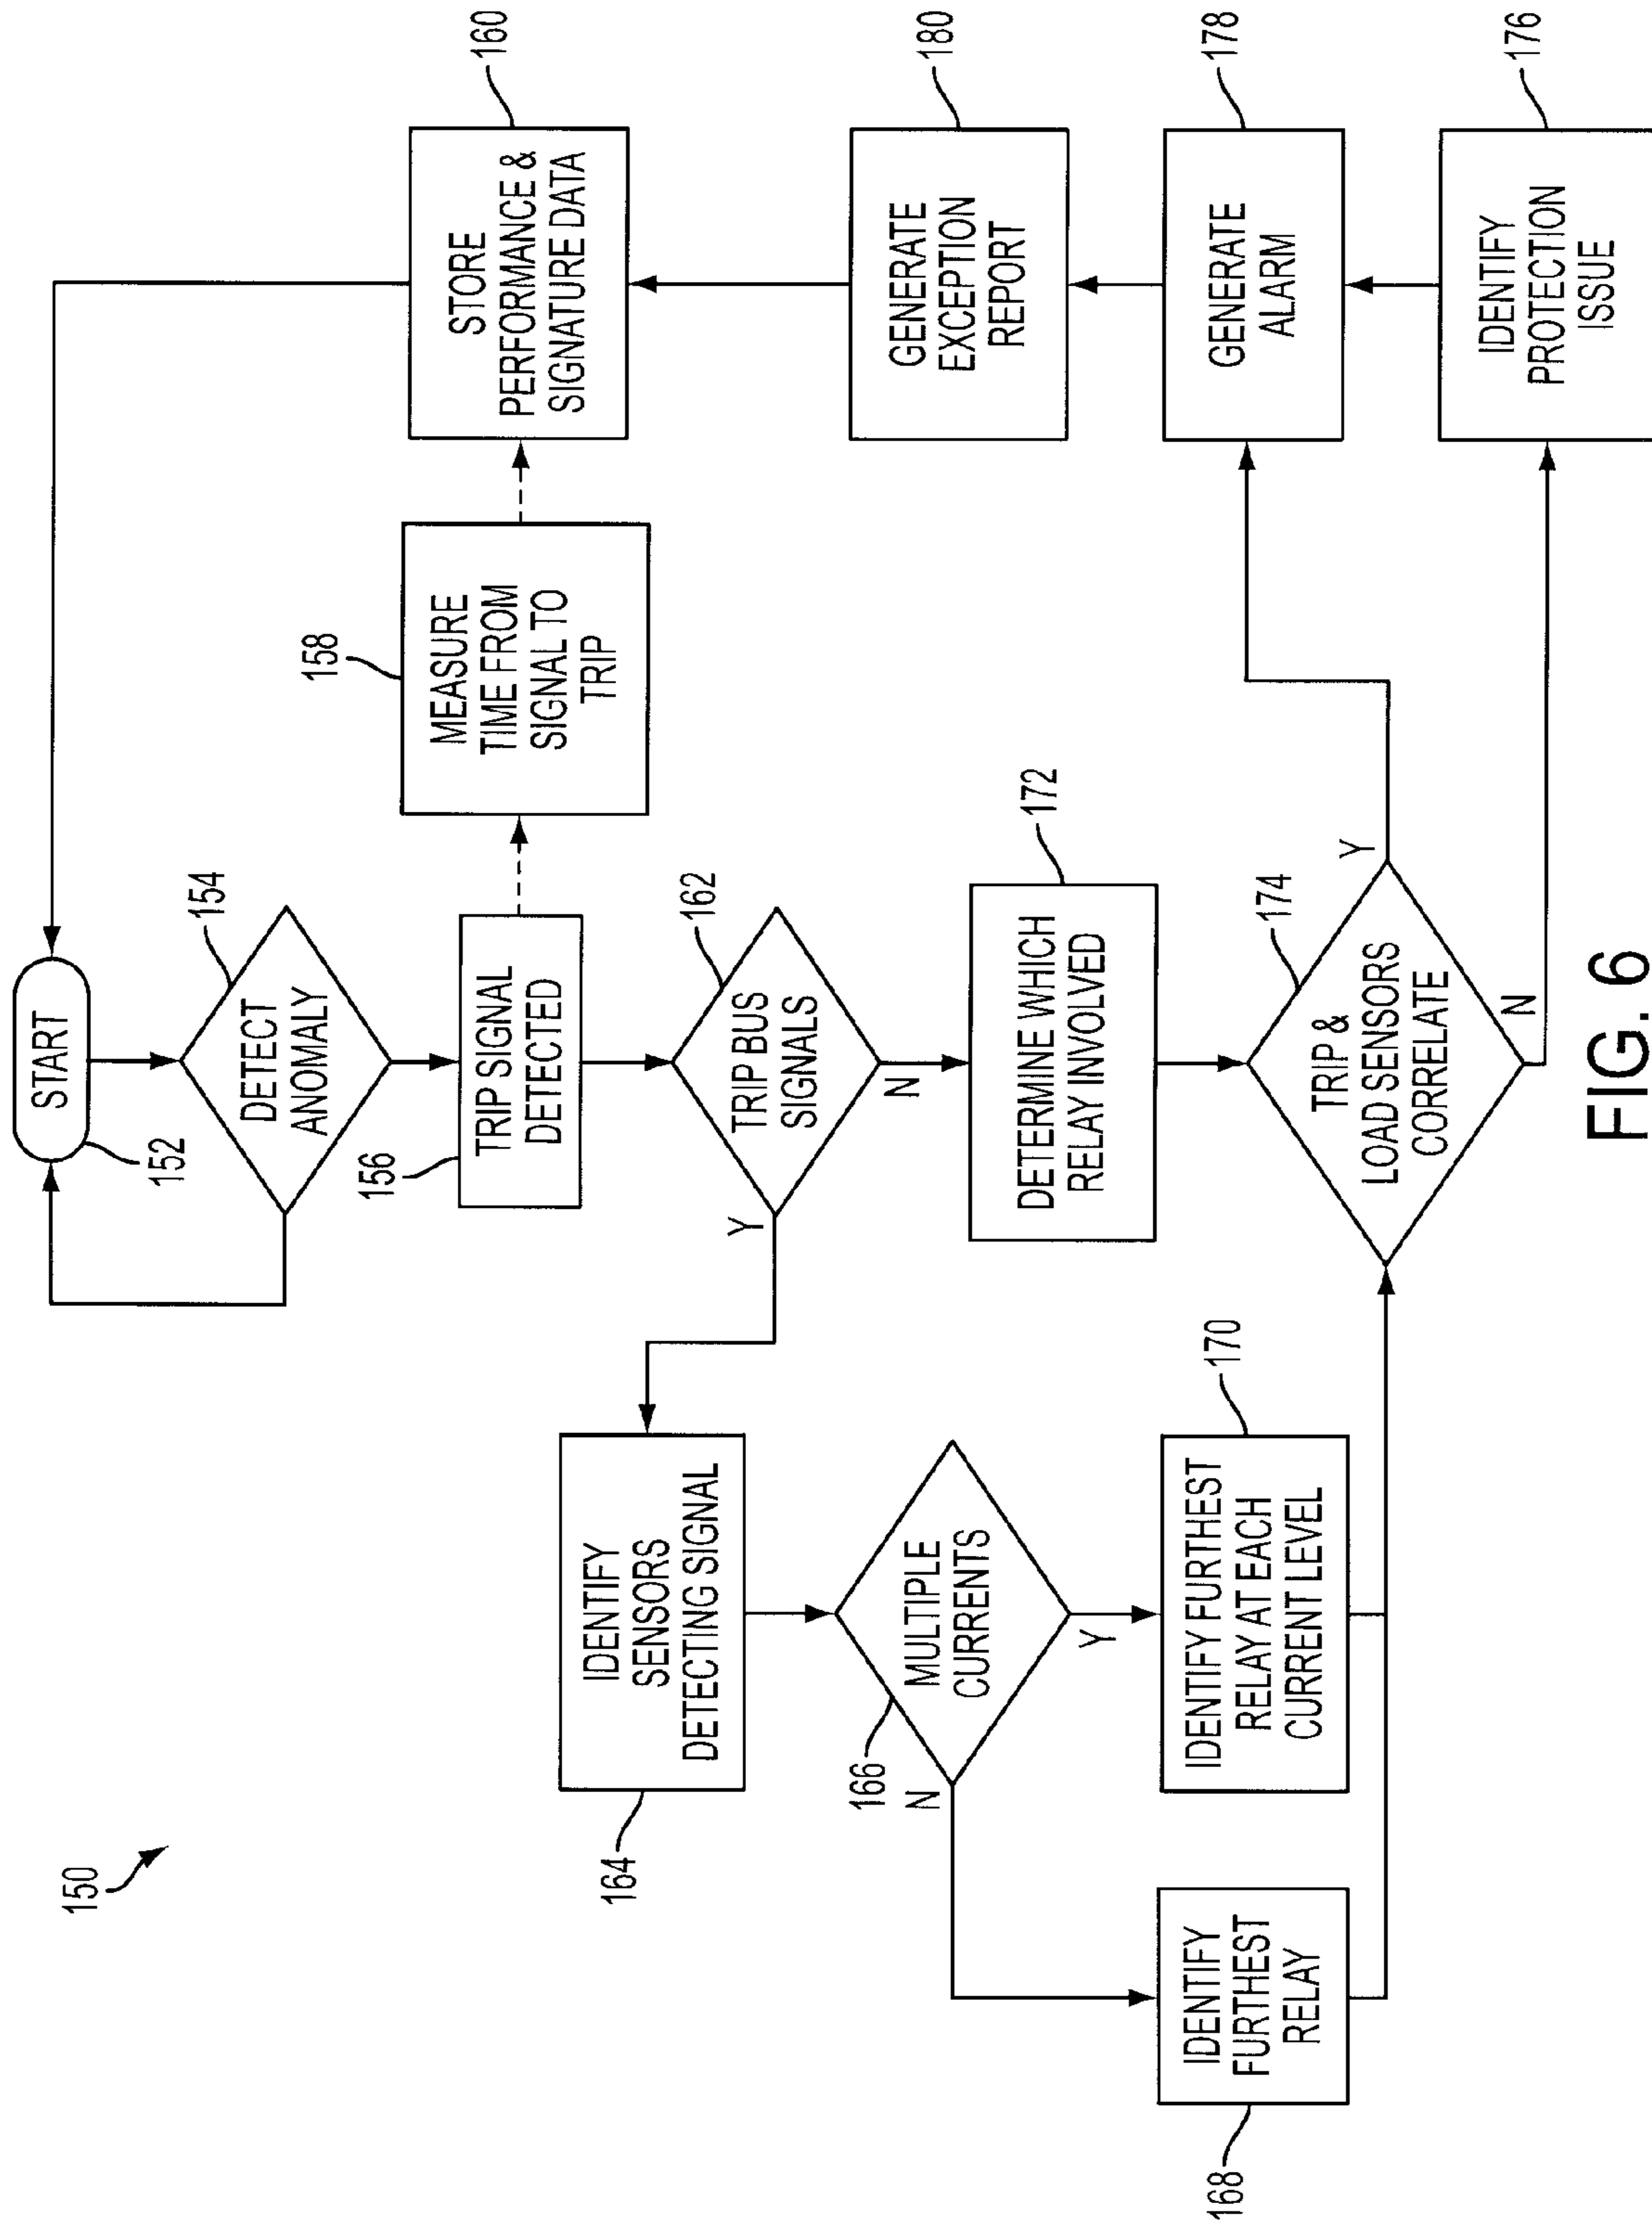 150
START
152
DETECT
ANOMALY
154
TRIP SIGNAL
DETECTED
156
MEASURE
TIME FROM
SIGNAL TO
TRIP
158
STORE
PERFORMANCE &
SIGNATURE DATA
160
TRIP BUS
SIGNALS
162
Y
N
IDENTIFY
SENSORS
DETECTING SIGNAL
164
MULTIPLE
CURRENTS
166
N
Y
IDENTIFY
FURTHEST
RELAY
168
IDENTIFY FURTHEST
RELAY AT EACH
CURRENT LEVEL
170
DETERMINE WHICH
RELAY INVOLVED
172
TRIP &
LOAD SENSORS
CORRELATE
174
Y
N
GENERATE
EXCEPTION
REPORT
180
GENERATE
ALARM
178
IDENTIFY
PROTECTION
ISSUE
176
FIG. 6